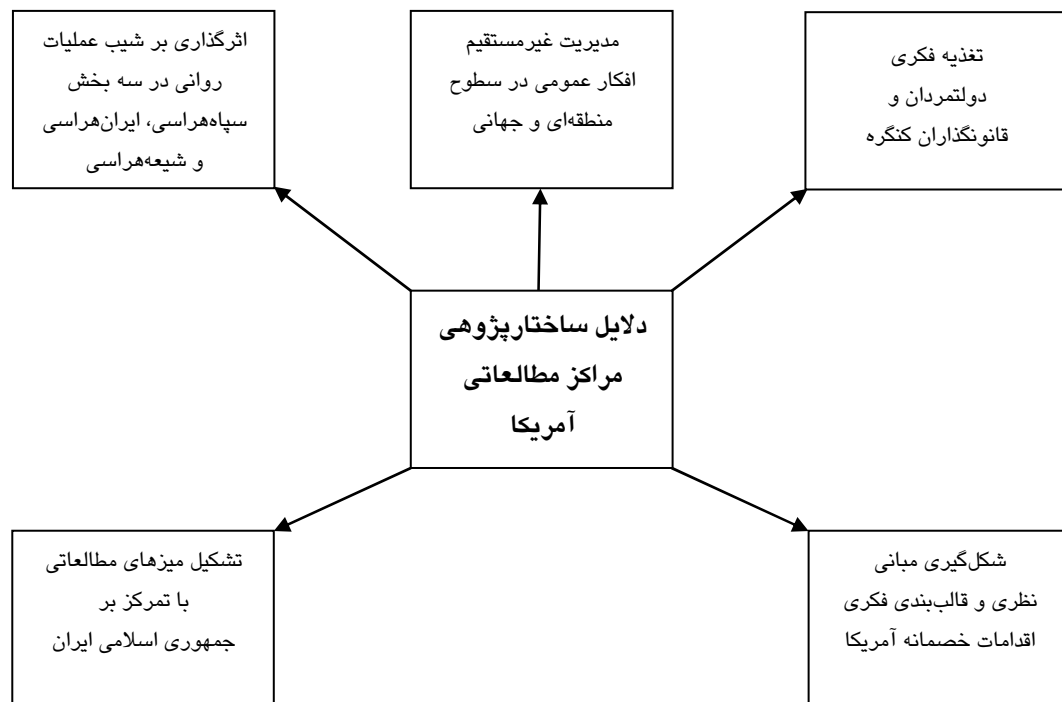 تغذیه فکری
دولتمردان و
قانونگذاران کنگره
مدیریت غیرمستقیم
افکار عمومی در سطوح
منطقه‌ای و جهانی
اثرگذاری بر شیب عملیات
روانی در سه بخش
سپاه‌هراسی، ایران‌هراسی
و شیعه‌هراسی
دلایل ساختارپژوهی
مراکز مطالعاتی
آمریکا
شکل‌گیری مبانی
نظری و قالب‌بندی فکری
اقدامات خصمانه آمریکا
تشکیل میزهای مطالعاتی
با تمرکز بر
جمهوری اسلامی ایران